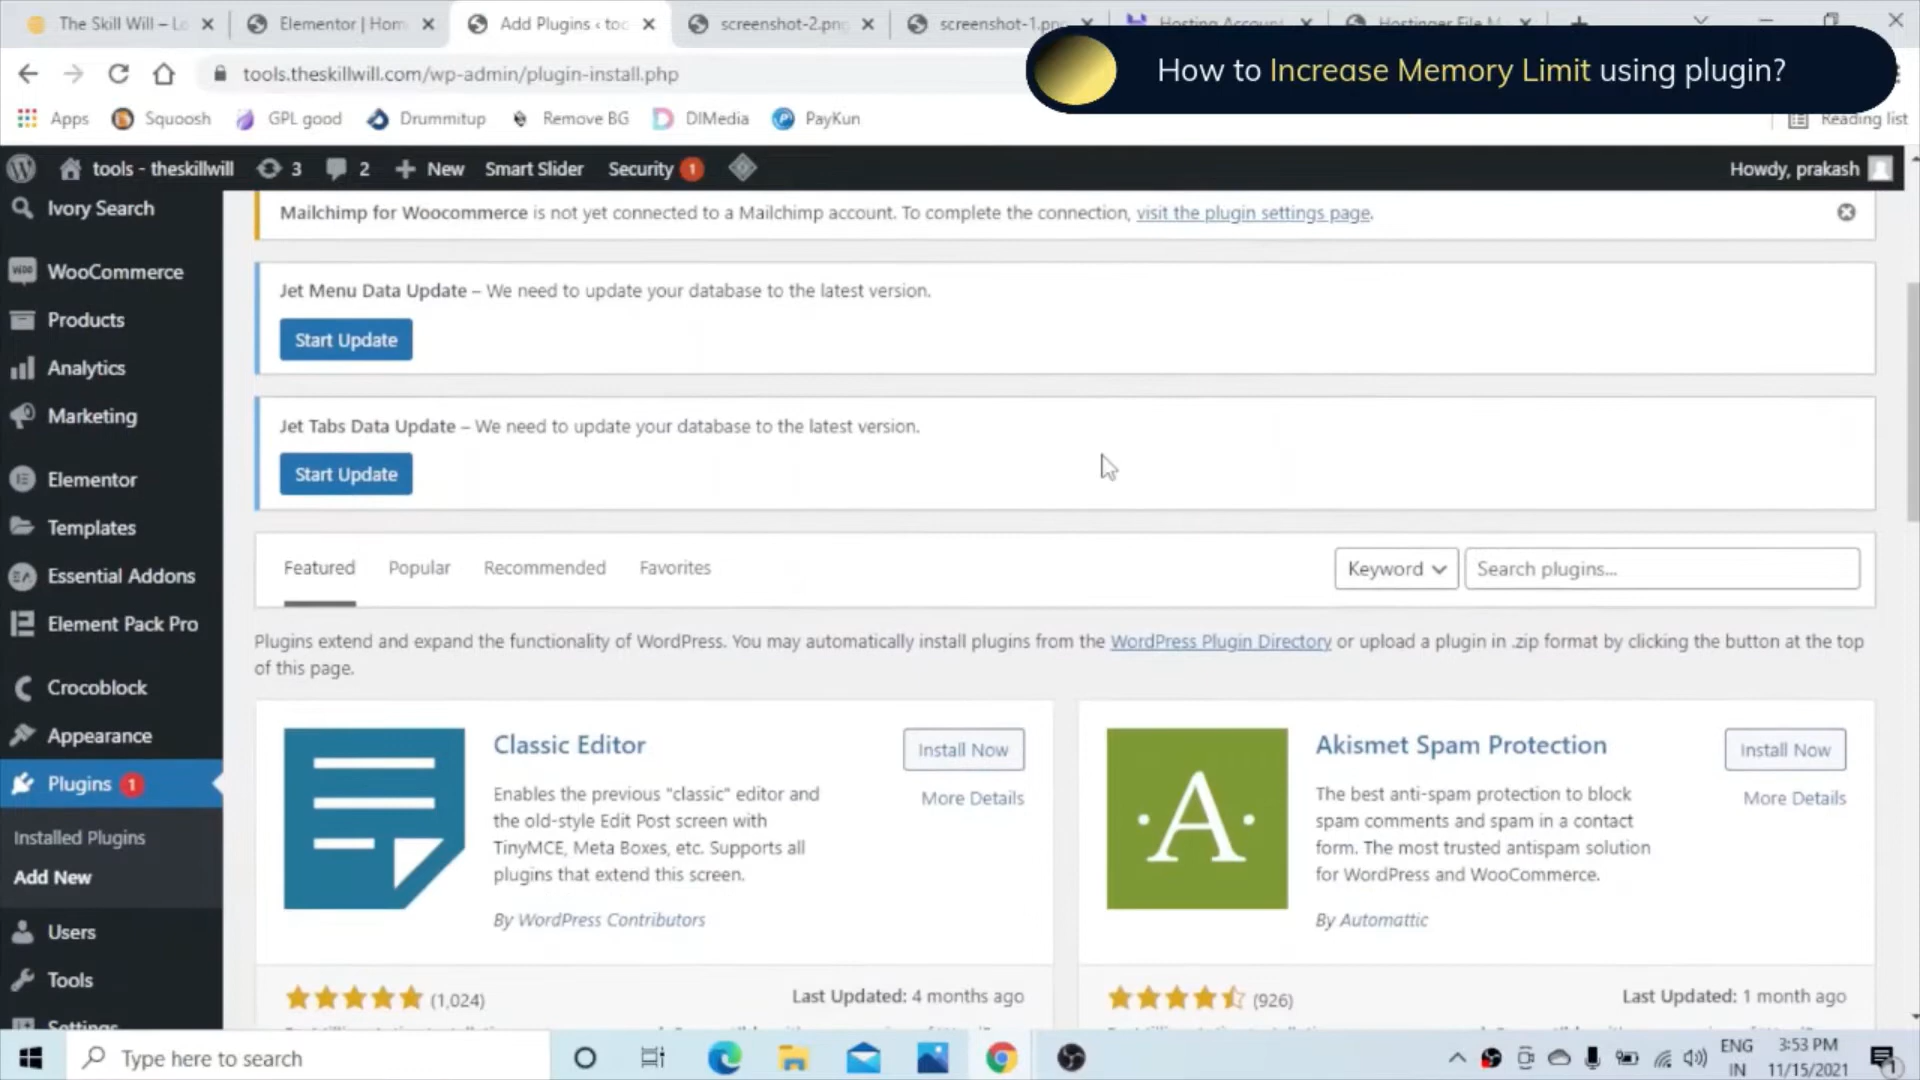 The Skill Will – Le
Elementor | Hom
Add Plugins ‹ too
screenshot-2.png
screenshot-1.pn
Hosting Account
Hostinger File M
tools.theskillwill.com/wp-admin/plugin-install.php
How to Increase Memory Limit using plugin?
Apps
Squoosh
GPL good
Drummitup
Remove BG
DIMedia
PayKun
Reading list
tools - theskillwill
3
2
New
Smart Slider
Security 1
Howdy, prakash
Ivory Search
WooCommerce
Products
Analytics
Marketing
Elementor
Templates
Essential Addons
Element Pack Pro
Crocoblock
Appearance
Plugins 1
Installed Plugins
Add New
Users
Tools
Settings
Mailchimp for Woocommerce is not yet connected to a Mailchimp account. To complete the connection, visit the plugin settings page.
Jet Menu Data Update – We need to update your database to the latest version.
Start Update
Jet Tabs Data Update – We need to update your database to the latest version.
Start Update
Featured
Popular
Recommended
Favorites
Keyword
Search plugins...
Plugins extend and expand the functionality of WordPress. You may automatically install plugins from the WordPress Plugin Directory or upload a plugin in .zip format by clicking the button at the top
of this page.
Classic Editor
Install Now
More Details
Enables the previous "classic" editor and
the old-style Edit Post screen with
TinyMCE, Meta Boxes, etc. Supports all
plugins that extend this screen.
By WordPress Contributors
(1,024)
Last Updated: 4 months ago
A
Akismet Spam Protection
Install Now
More Details
The best anti-spam protection to block
spam comments and spam in a contact
form. The most trusted antispam solution
for WordPress and WooCommerce.
By Automattic
(926)
Last Updated: 1 month ago
Type here to search
ENG
IN
3:53 PM
11/15/2021
1